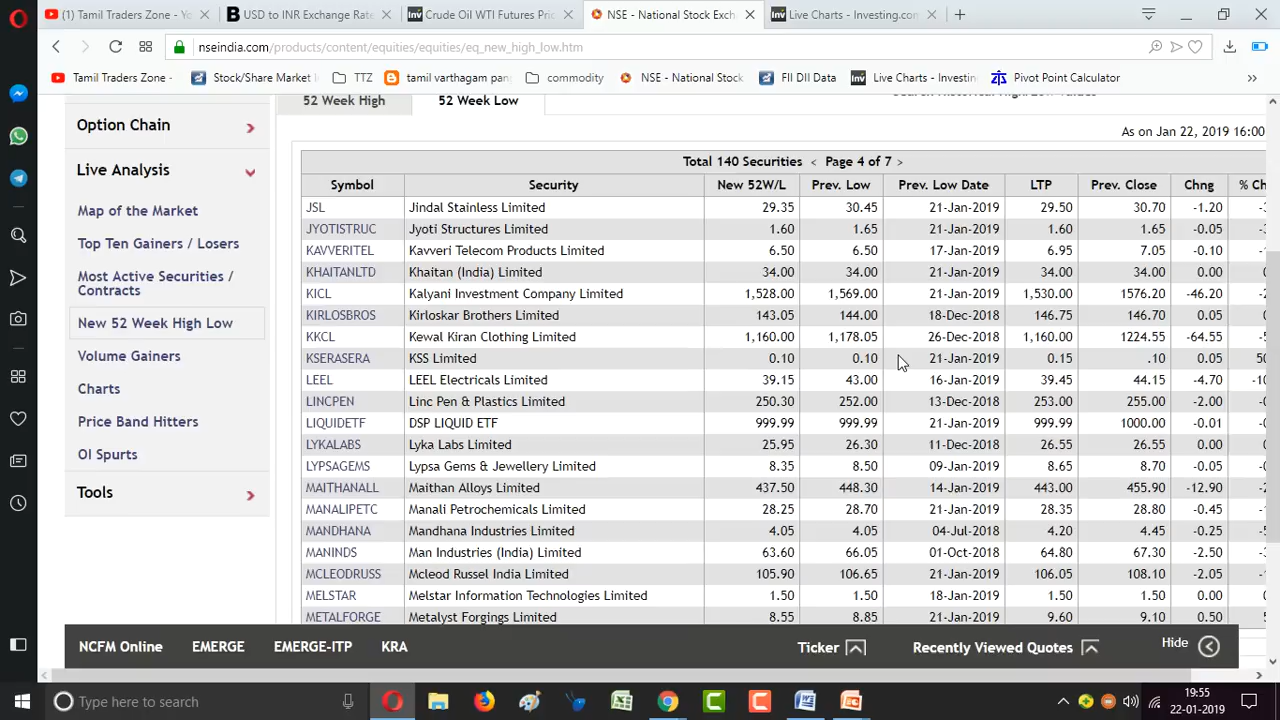 (1) Tamil Traders Zone - Yo
USD to INR Exchange Rate
Crude Oil WTI Futures Pric
NSE - National Stock Exch
Live Charts - Investing.com
nseindia.com/products/content/equities/equities/eq_new_high_low.htm
Tamil Traders Zone -
Stock/Share Market
TTZ
tamil varthagam pan
commodity
NSE - National Stock
FII DII Data
Live Charts - Investin
Pivot Point Calculator
52 Week High
52 Week Low
As on Jan 22, 2019 16:00
Option Chain
Live Analysis
Map of the Market
Top Ten Gainers / Losers
Most Active Securities /
Contracts
New 52 Week High Low
Volume Gainers
Charts
Price Band Hitters
OI Spurts
Tools
Total 140 Securities < Page 4 of 7 >
Symbol Security New 52W/L Prev. Low Prev. Low Date LTP Prev. Close Chng % Ch
JSL Jindal Stainless Limited 29.35 30.45 21-Jan-2019 29.50 30.70 -1.20 -3
JYOTISTRUC Jyoti Structures Limited 1.60 1.65 21-Jan-2019 1.60 1.65 -0.05 -3
KAVVERITEL Kavveri Telecom Products Limited 6.50 6.50 17-Jan-2019 6.95 7.05 -0.10 -1
KHAITANLTD Khaitan (India) Limited 34.00 34.00 21-Jan-2019 34.00 34.00 0.00 0
KICL Kalyani Investment Company Limited 1,528.00 1,569.00 21-Jan-2019 1,530.00 1576.20 -46.20 -2
KIRLOSBROS Kirloskar Brothers Limited 143.05 144.00 18-Dec-2018 146.75 146.70 0.05 0
KKCL Kewal Kiran Clothing Limited 1,160.00 1,178.05 26-Dec-2018 1,160.00 1224.55 -64.55 -5
KSERASERA KSS Limited 0.10 0.10 21-Jan-2019 0.15 .10 0.05 50
LEEL LEEL Electricals Limited 39.15 43.00 16-Jan-2019 39.45 44.15 -4.70 -10
LINCPEN Linc Pen & Plastics Limited 250.30 252.00 13-Dec-2018 253.00 255.00 -2.00 -0
LIQUIDETF DSP LIQUID ETF 999.99 999.99 21-Jan-2019 999.99 1000.00 -0.01 -0
LYKALABS Lyka Labs Limited 25.95 26.30 11-Dec-2018 26.55 26.55 0.00 0
LYPSAGEMS Lypsa Gems & Jewellery Limited 8.35 8.50 09-Jan-2019 8.65 8.70 -0.05 -0
MAITHANALL Maithan Alloys Limited 437.50 448.30 14-Jan-2019 443.00 455.90 -12.90 -2
MANALIPETC Manali Petrochemicals Limited 28.25 28.70 21-Jan-2019 28.35 28.80 -0.45 -1
MANDHANA Mandhana Industries Limited 4.05 4.05 04-Jul-2018 4.20 4.45 -0.25 -5
MANINDS Man Industries (India) Limited 63.60 66.05 01-Oct-2018 64.80 67.30 -2.50 -3
MCLEODRUSS Mcleod Russel India Limited 105.90 106.65 21-Jan-2019 106.05 108.10 -2.05 -1
MELSTAR Melstar Information Technologies Limited 1.50 1.50 18-Jan-2019 1.50 1.50 0.00 0
METALFORGE Metalyst Forgings Limited 8.55 8.85 21-Jan-2019 9.60 9.10 0.50 5
NCFM Online EMERGE EMERGE-ITP KRA Ticker Recently Viewed Quotes Hide
Type here to search
19:55
22-01-2019